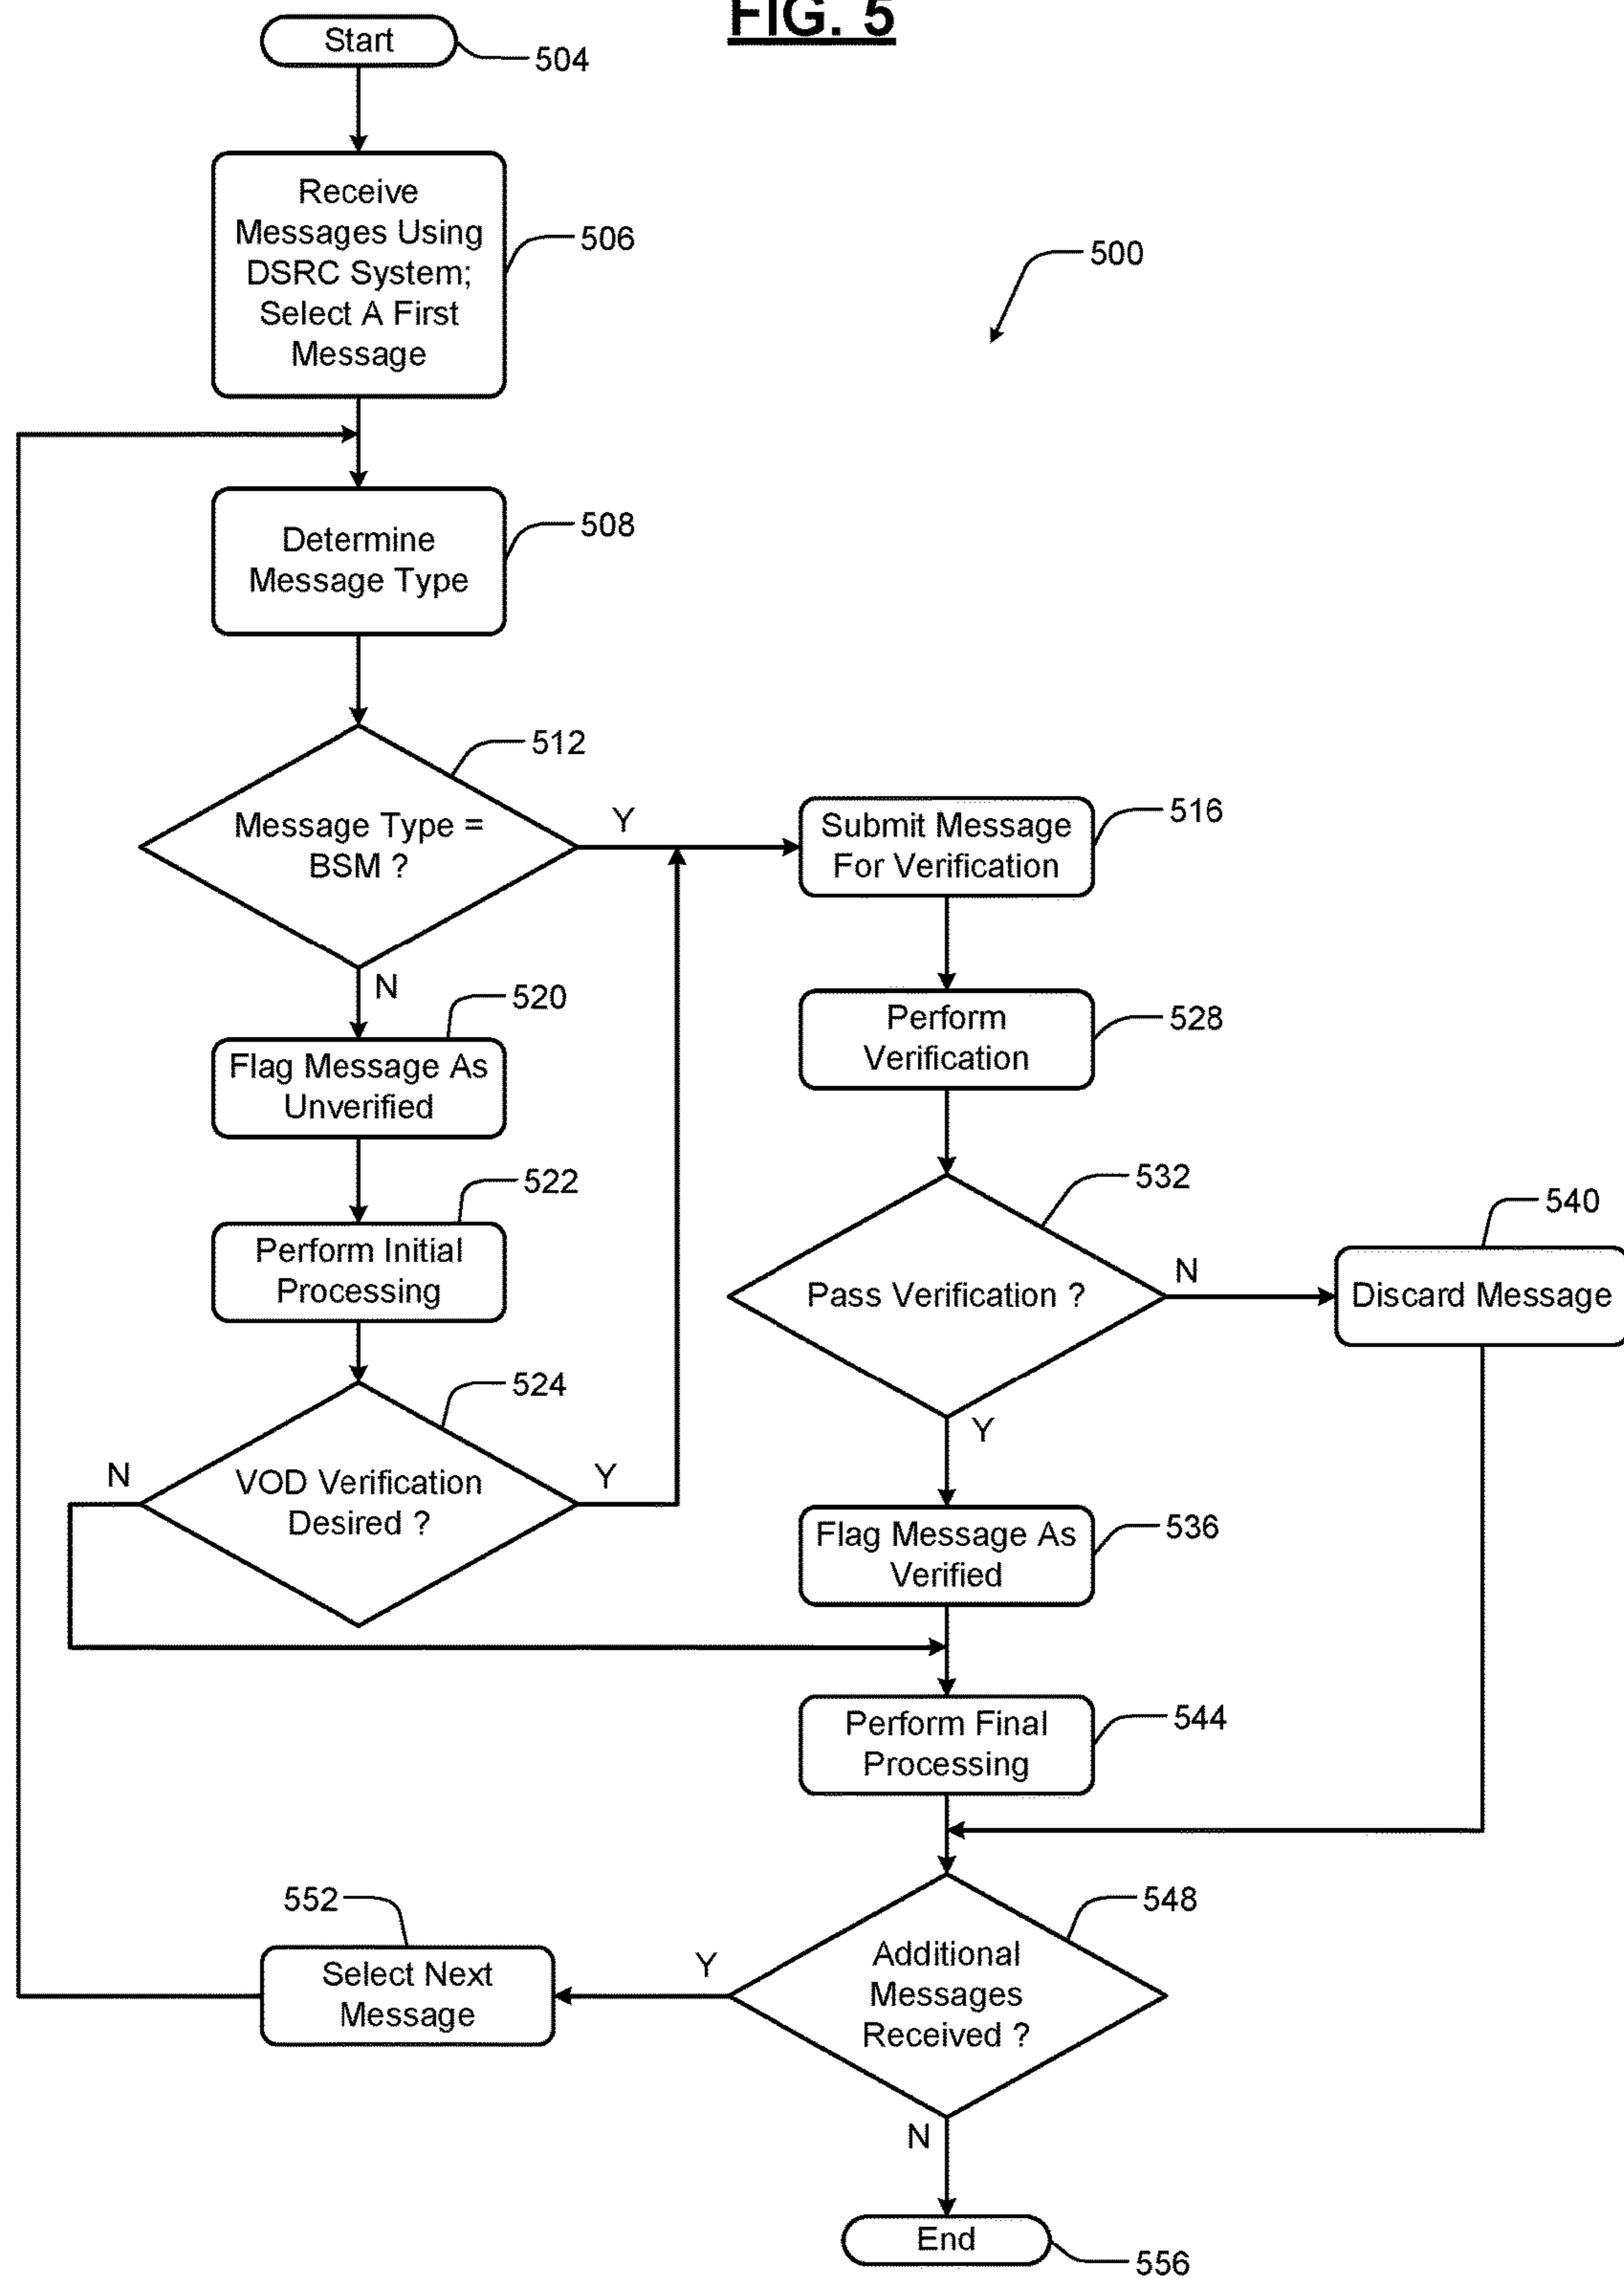 FIG. 5
Start
504
Receive
Messages Using
DSRC System;
Select A First
Message
506
500
Determine
Message Type
508
Message Type =
BSM ?
512
Y
N
Submit Message
For Verification
516
Flag Message As
Unverified
520
Perform
Verification
528
Perform Initial
Processing
522
Pass Verification ?
532
N
Y
Discard Message
540
VOD Verification
Desired ?
524
N
Y
Flag Message As
Verified
536
Perform Final
Processing
544
Additional
Messages
Received ?
548
Y
N
Select Next
Message
552
End
556